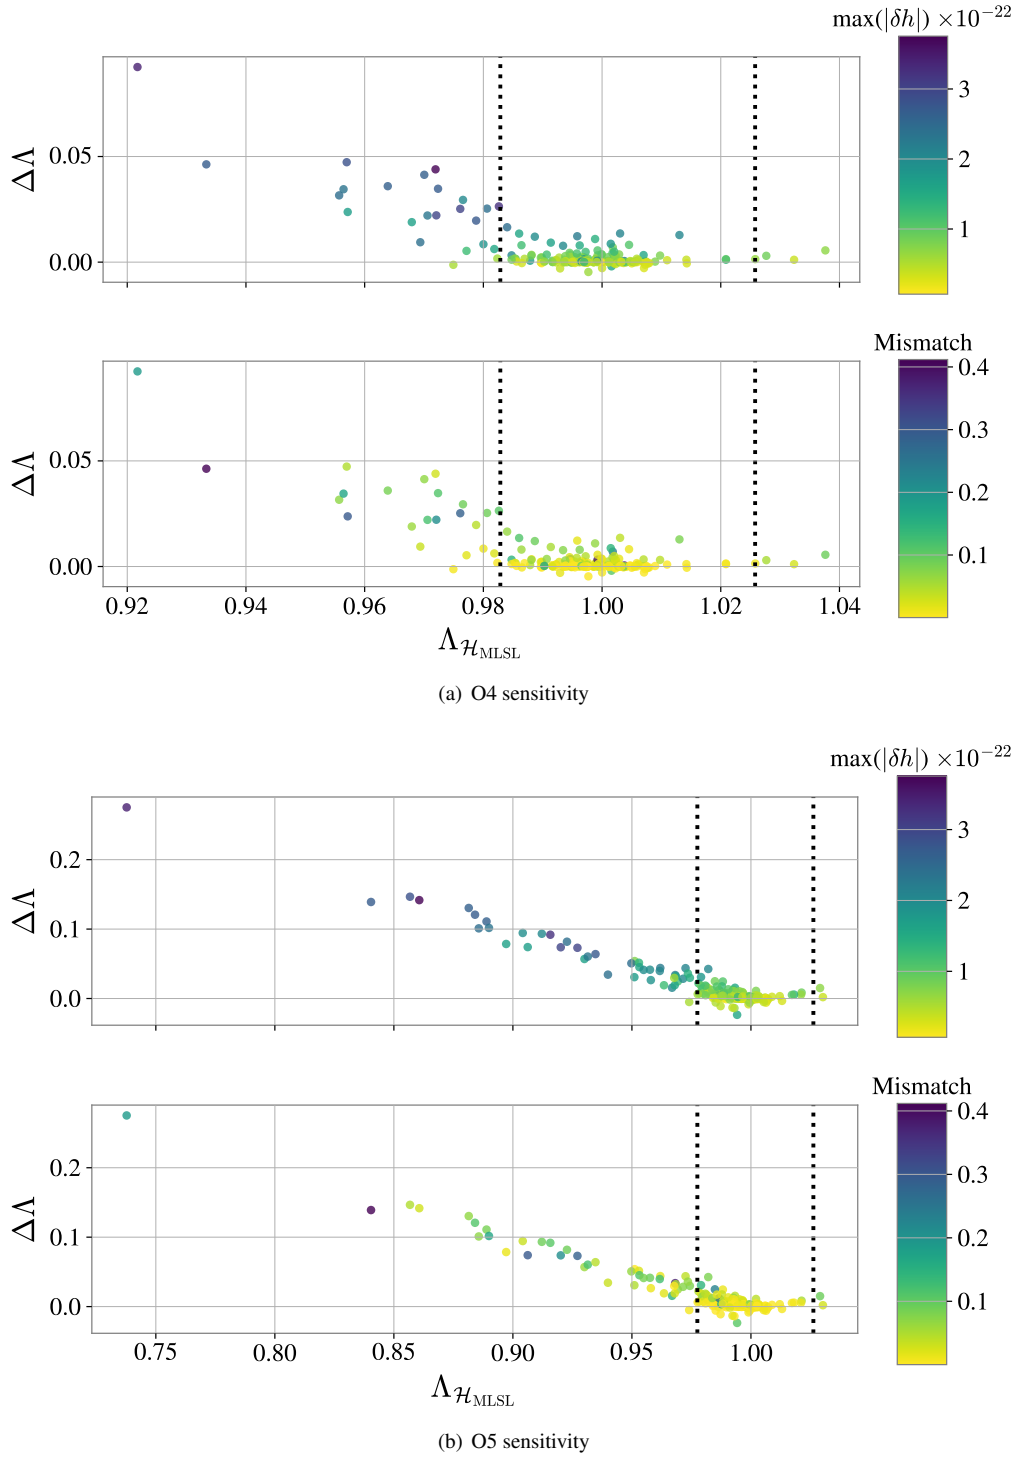 max(|δh|) ×10⁻²²
ΔΛ
0.05
0.00
3
2
1
Mismatch
ΔΛ
0.05
0.00
0.4
0.3
0.2
0.1
0.92 0.94 0.96 0.98 1.00 1.02 1.04
Λ_ℋ_MLSL
(a) O4 sensitivity
max(|δh|) ×10⁻²²
ΔΛ
0.2
0.1
0.0
3
2
1
Mismatch
ΔΛ
0.2
0.1
0.0
0.4
0.3
0.2
0.1
0.75 0.80 0.85 0.90 0.95 1.00
Λ_ℋ_MLSL
(b) O5 sensitivity